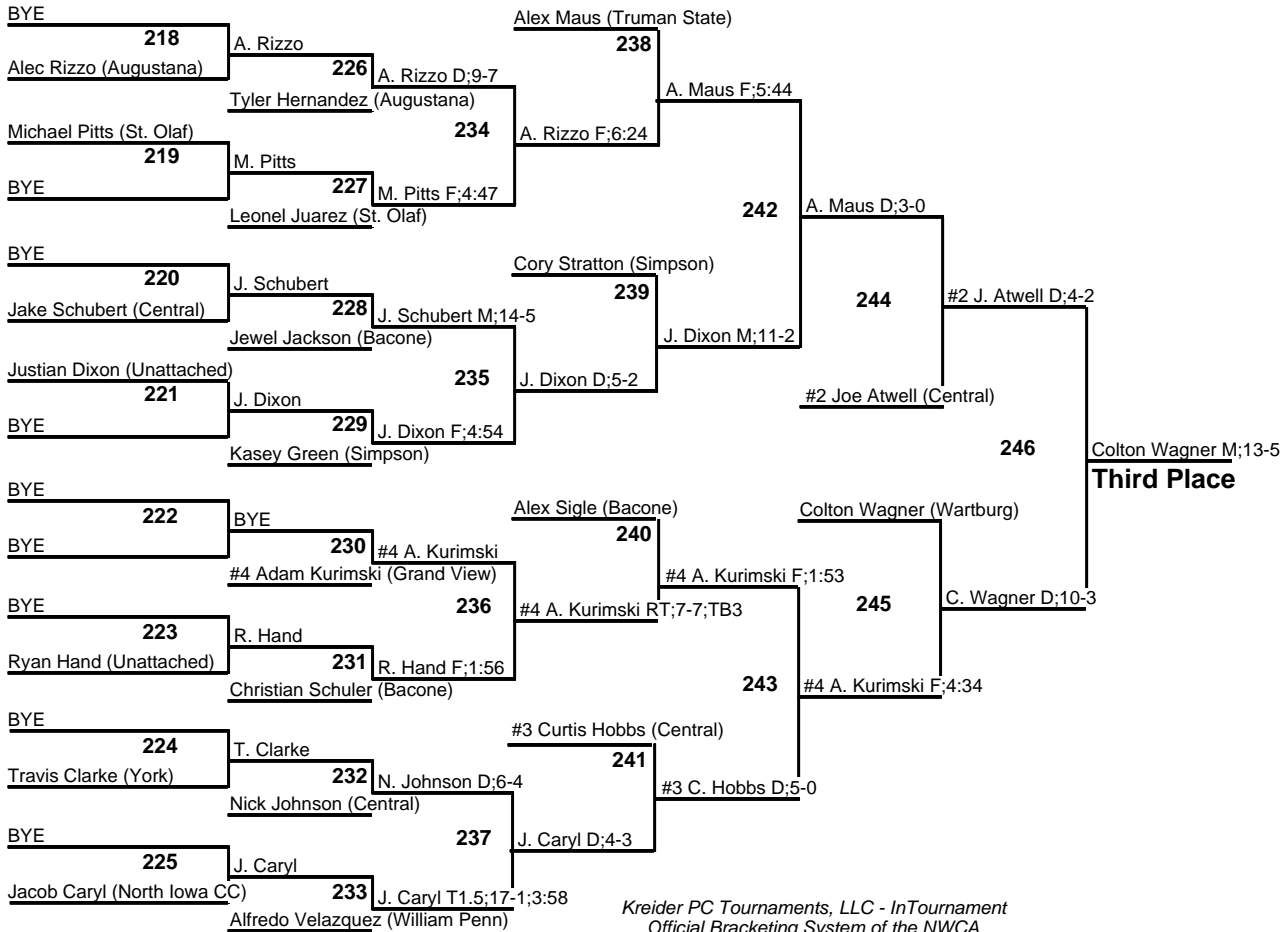 BYE
218
Alec Rizzo (Augustana)
A. Rizzo
226
Tyler Hernandez (Augustana)
A. Rizzo D;9-7
Michael Pitts (St. Olaf)
219
BYE
M. Pitts
227
Leonel Juarez (St. Olaf)
M. Pitts F;4:47
234
A. Rizzo F;6:24
Alex Maus (Truman State)
238
A. Maus F;5:44
BYE
220
Jake Schubert (Central)
J. Schubert
228
Jewel Jackson (Bacone)
J. Schubert M;14-5
Justian Dixon (Unattached)
221
BYE
J. Dixon
229
Kasey Green (Simpson)
J. Dixon F;4:54
235
J. Dixon D;5-2
Cory Stratton (Simpson)
239
J. Dixon M;11-2
242
A. Maus D;3-0
244
#2 Joe Atwell (Central)
#2 J. Atwell D;4-2
BYE
222
BYE
BYE
230
#4 Adam Kurimski (Grand View)
#4 A. Kurimski
BYE
223
Ryan Hand (Unattached)
R. Hand
231
Christian Schuler (Bacone)
R. Hand F;1:56
236
#4 A. Kurimski RT;7-7;TB3
Alex Sigle (Bacone)
240
#4 A. Kurimski F;1:53
BYE
224
Travis Clarke (York)
T. Clarke
232
Nick Johnson (Central)
N. Johnson D;6-4
BYE
225
Jacob Caryl (North Iowa CC)
J. Caryl
233
Alfredo Velazquez (William Penn)
J. Caryl T1.5;17-1;3:58
237
J. Caryl D;4-3
#3 Curtis Hobbs (Central)
241
#3 C. Hobbs D;5-0
243
#4 A. Kurimski F;4:34
Colton Wagner (Wartburg)
245
C. Wagner D;10-3
246
Colton Wagner M;13-5
Third Place
Kreider PC Tournaments, LLC - InTournament
Official Bracketing System of the NWCA